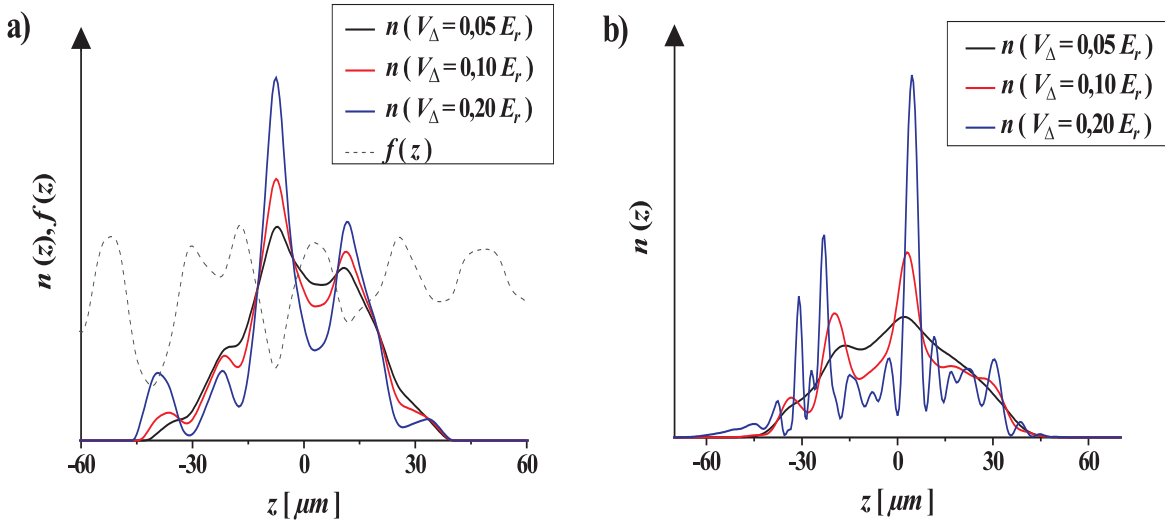 a)
n ( V_Δ = 0,05 E_r )
n ( V_Δ = 0,10 E_r )
n ( V_Δ = 0,20 E_r )
f (z)
n (z), f (z)
-60 -30 0 30 60
z [ μm ]
b)
n ( V_Δ = 0,05 E_r )
n ( V_Δ = 0,10 E_r )
n ( V_Δ = 0,20 E_r )
n (z)
-60 -30 0 30 60
z [ μm ]